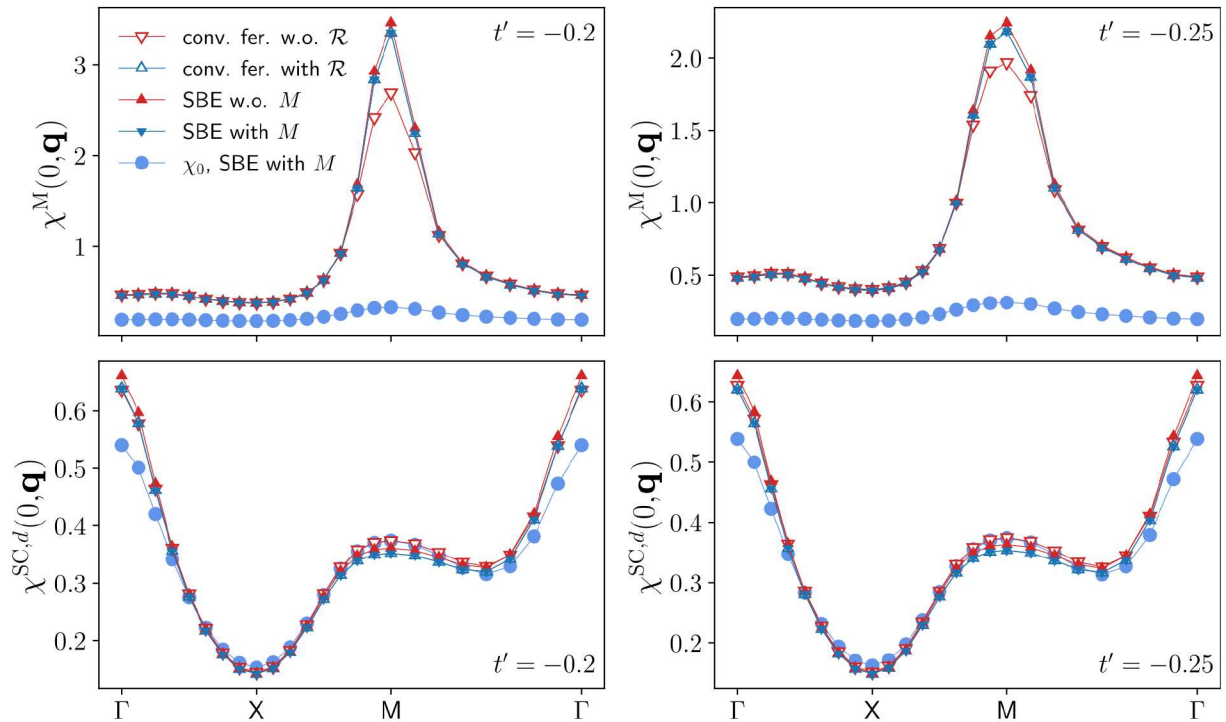 t′ = −0.2
conv. fer. w.o. ℛ
conv. fer. with ℛ
SBE w.o. M
SBE with M
χ₀, SBE with M
χᴹ(0,q)
3
2
1
t′ = −0.25
χᴹ(0,q)
2.0
1.5
1.0
0.5
χ^{SC,d}(0,q)
0.6
0.5
0.4
0.3
0.2
t′ = −0.2
Γ X M Γ
χ^{SC,d}(0,q)
0.6
0.5
0.4
0.3
0.2
t′ = −0.25
Γ X M Γ